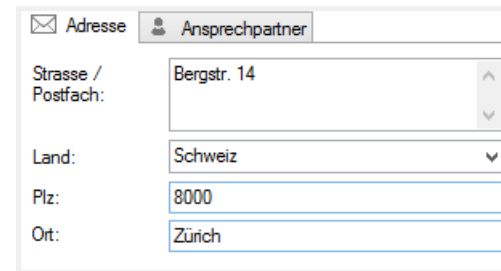 Adresse Ansprechpartner
Strasse / Bergstr. 14
Postfach:
Land: Schweiz
Plz: 8000
Ort: Zürich